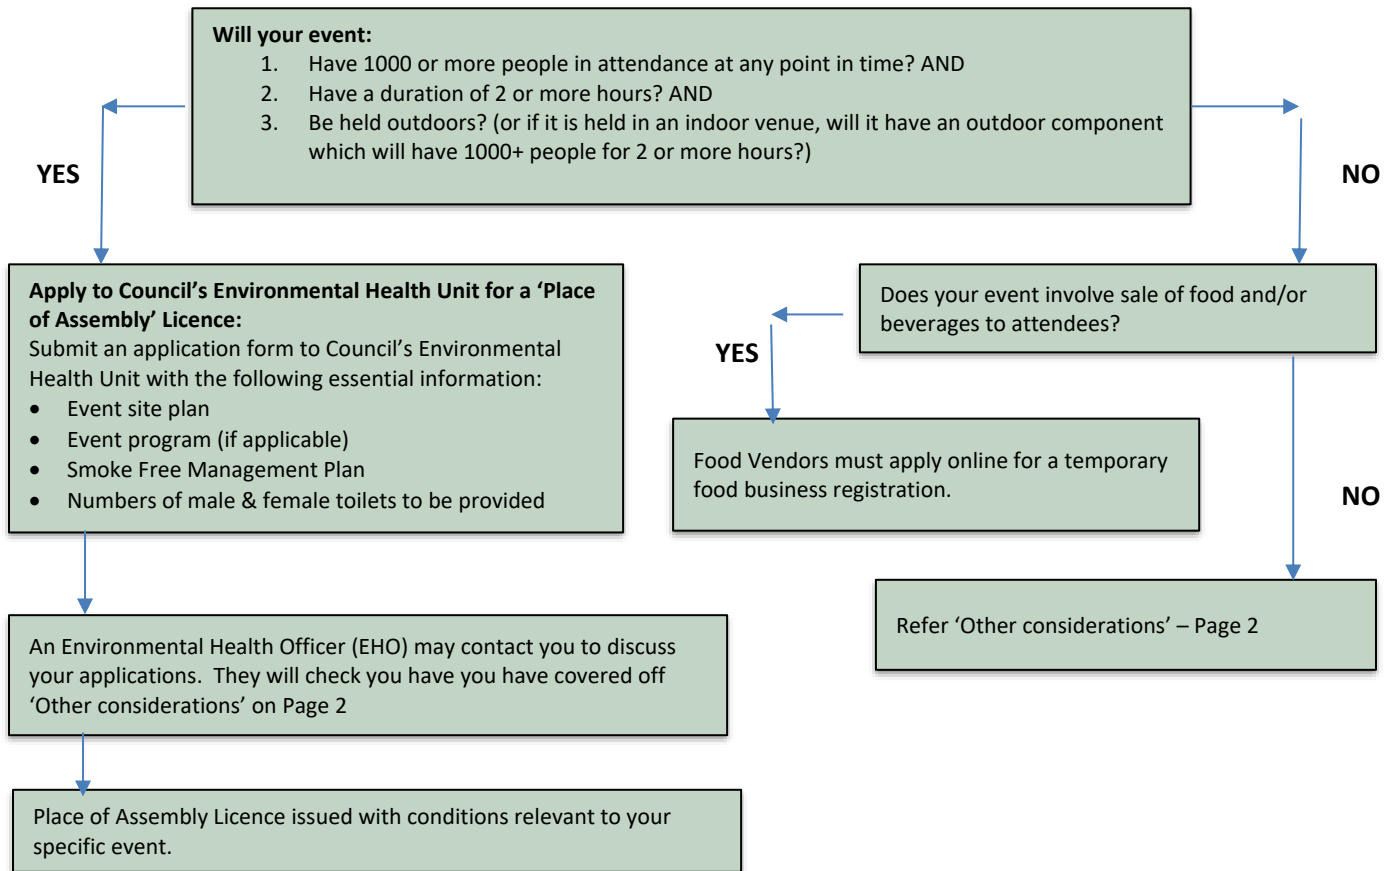 Will your event:
1. Have 1000 or more people in attendance at any point in time? AND
2. Have a duration of 2 or more hours? AND
3. Be held outdoors? (or if it is held in an indoor venue, will it have an outdoor component
which will have 1000+ people for 2 or more hours?)
YES
NO
Apply to Council’s Environmental Health Unit for a ‘Place
of Assembly’ Licence:
Submit an application form to Council’s Environmental
Health Unit with the following essential information:
• Event site plan
• Event program (if applicable)
• Smoke Free Management Plan
• Numbers of male & female toilets to be provided
Does your event involve sale of food and/or
beverages to attendees?
YES
Food Vendors must apply online for a temporary
food business registration.
NO
Refer ‘Other considerations’ – Page 2
An Environmental Health Officer (EHO) may contact you to discuss
your applications. They will check you have you have covered off
‘Other considerations’ on Page 2
Place of Assembly Licence issued with conditions relevant to your
specific event.